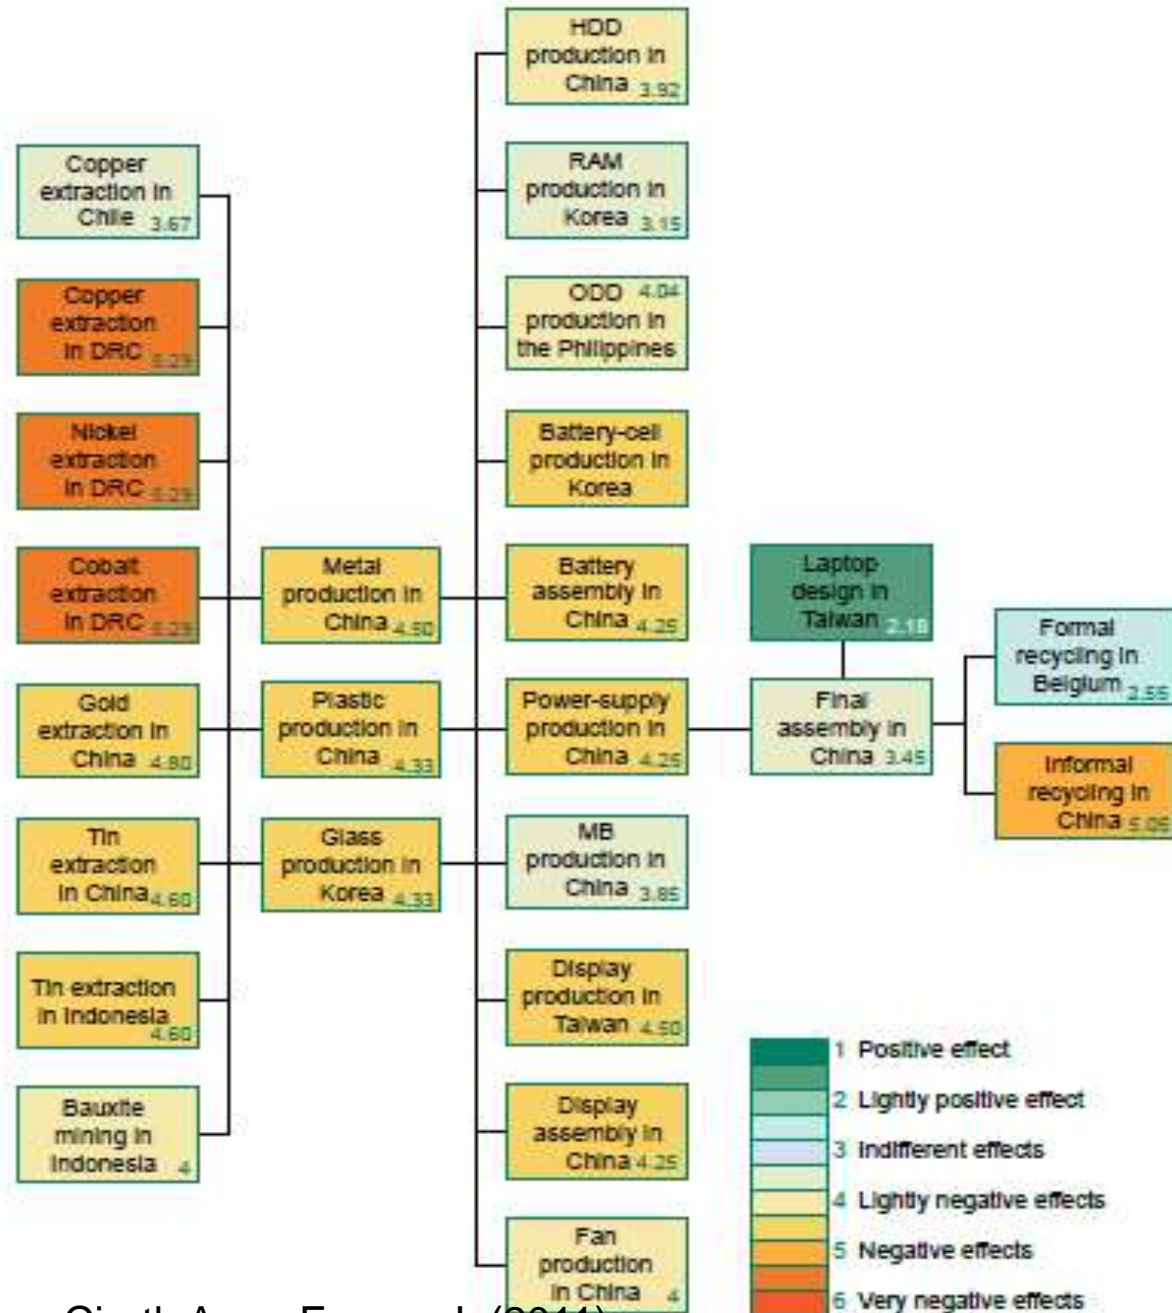 HDD
production in
China 3.92
Copper
extraction in
Chile 3.67
RAM
production in
Korea 3.15
Copper
extraction
in DRC 5.29
ODD 4.04
production in
the Philippines
Nickel
extraction
in DRC 5.29
Battery-cell
production in
Korea
Cobalt
extraction
in DRC 5.29
Metal
production in
China 4.50
Battery
assembly in
China 4.25
Laptop
design in
Taiwan
Formal
recycling in
Belgium 2.55
Gold
extraction in
China 4.80
Plastic
production in
China 4.33
Power-supply
production in
China 4.25
Final
assembly in
China 3.45
Informal
recycling in
China 5.05
Tin
extraction
in China 4.60
Glass
production in
Korea 4.33
MB
production in
China 3.85
Tin extraction
in Indonesia
4.60
Display
production in
Taiwan 4.50
Bauxite
mining in
Indonesia 4
Display
assembly in
China 4.25
Fan
production
in China 4
1 Positive effect
2 Lightly positive effect
3 Indifferent effects
4 Lightly negative effects
5 Negative effects
6 Very negative effects